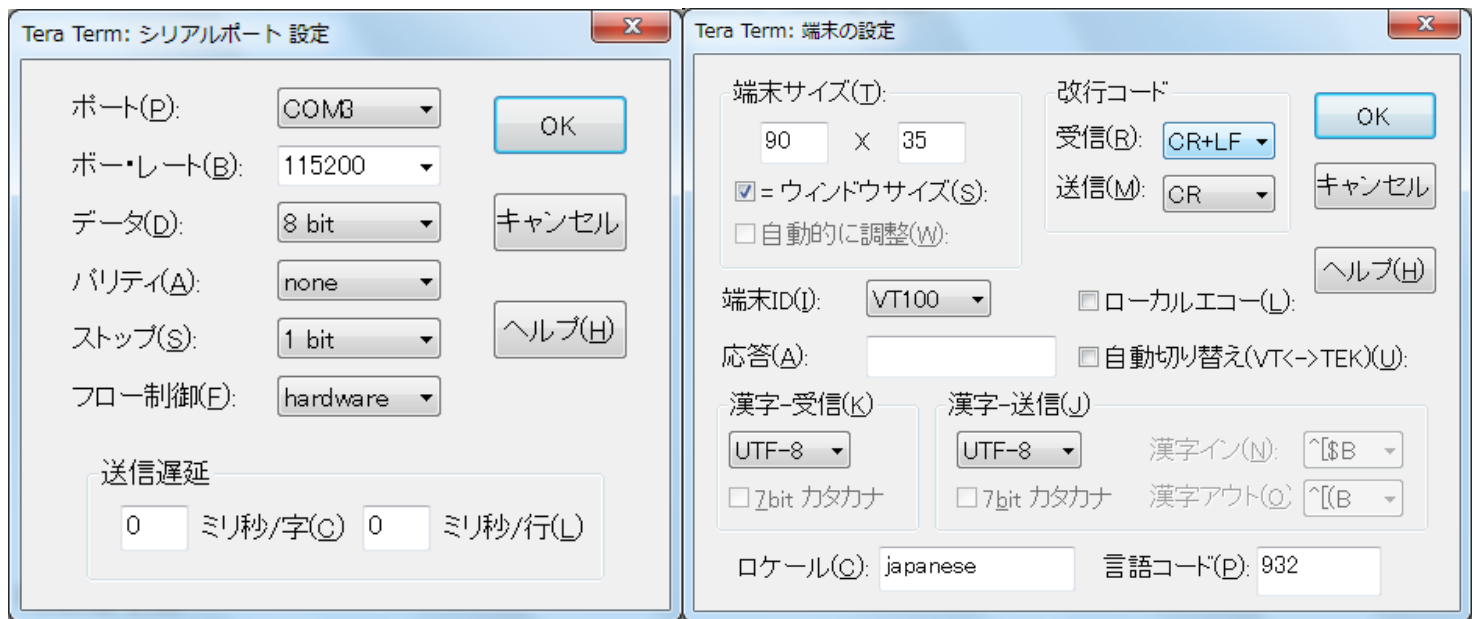 Tera Term: シリアルポート 設定
ポート(P): COM3
OK
ボー・レート(B): 115200
データ(D): 8 bit
キャンセル
パリティ(A): none
ストップ(S): 1 bit
ヘルプ(H)
フロー制御(F): hardware
送信遅延
0 ミリ秒/字(C) 0 ミリ秒/行(L)
Tera Term: 端末の設定
端末サイズ(T):
90 X 35
= ウィンドウサイズ(S):
自動的に調整(W):
改行コード
受信(R): CR+LF
送信(M): CR
OK
キャンセル
ヘルプ(H)
端末ID(I): VT100
ローカルエコー(L):
応答(A):
自動切り替え(VT<->TEK)(U):
漢字-受信(K)
UTF-8
7bit カタカナ
漢字-送信(J)
UTF-8
漢字イン(N): ^[$B
7bit カタカナ
漢字アウト(O) ^[(B
ロケール(C): japanese
言語コード(P): 932